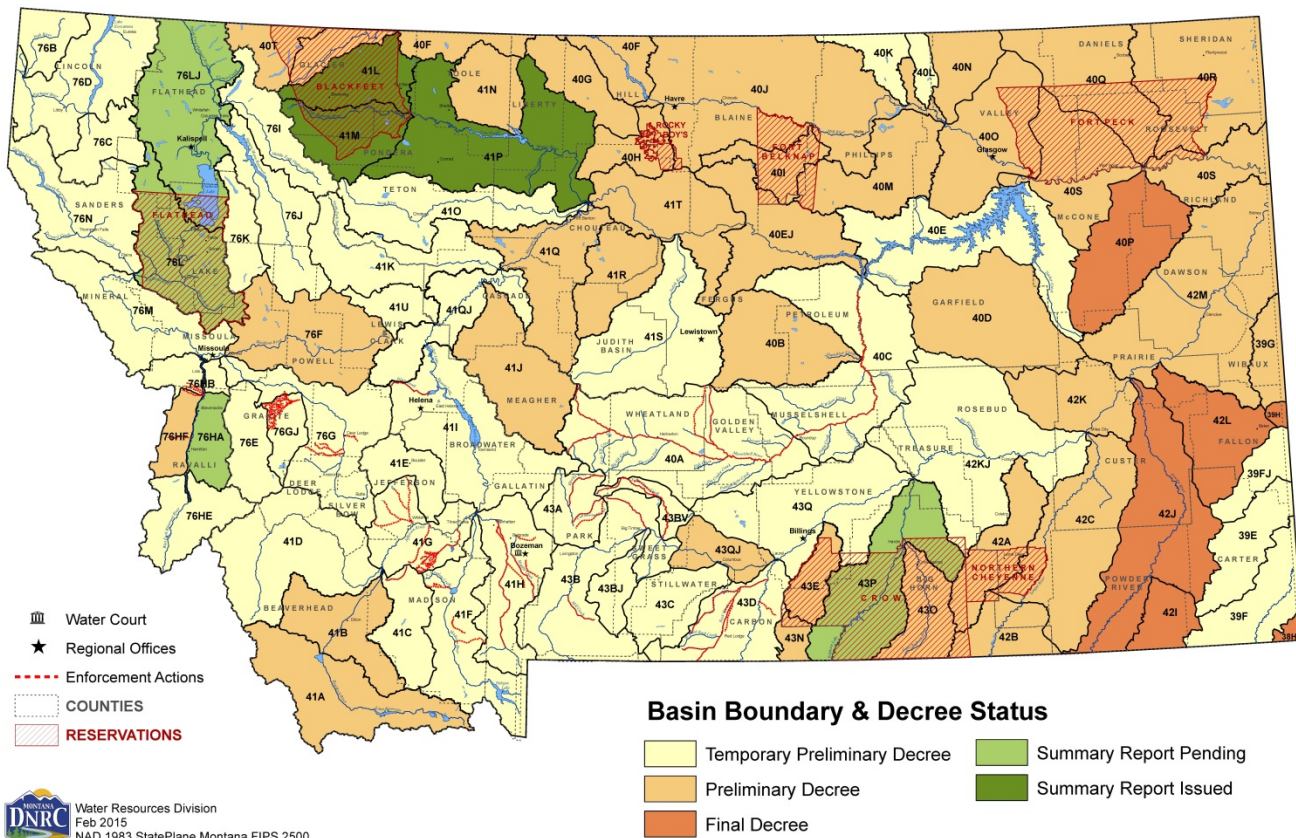 76B
LINCOLN
76D
76C
76LJ
FLATHEAD
Kalispell
76I
40T
GLACIER
BLACKFEET
41L
41M
PONDERA
40F
TOOLE
41N
LIBERTY
41P
40F
40G
HILL
Havre
ROCKY
BOY'S
40H
40J
BLAINE
FORT
BELKNAP
40I
PHILLIPS
40M
40K
40L
40N
VALLEY
40O
Glasgow
DANIELS
SHERIDAN
40Q
40R
FORT PECK
ROOSEVELT
40S
40S
RICHLAND
McCONE
SANDERS
76N
FLATHEAD
76L
LAKE
76J
76K
TETON
41O
41K
41U
41QJ
CASCADE
LEWIS
&
CLARK
CHOUTEAU
41Q
41R
41T
40EJ
40E
40P
DAWSON
42M
MINERAL
76M
MISSOULA
Missoula
76F
POWELL
41J
MEAGHER
JUDITH
BASIN
41S
FERGUS
Lewistown
PETROLEUM
40B
40C
GARFIELD
40D
PRAIRIE
39G
WIBAUX
76HB
76HF
76HA
RAVALLI
76HE
GRANITE
76E
76GJ
76G
DEER
LODGE
SILVER
BOW
Helena
41I
BROADWATER
41E
JEFFERSON
GALLATIN
WHEATLAND
GOLDEN
VALLEY
MUSSELSHELL
40A
ROSEBUD
TREASURE
42KJ
42K
CUSTER
42L
FALLON
39H
39FJ
41D
41G
MADISON
Bozeman
41H
43A
PARK
43B
43BV
SWEET
GRASS
43BJ
43QJ
STILLWATER
43C
YELLOWSTONE
43Q
Billings
43D
CARBON
43E
43N
43P
CROW
BIG
HORN
43O
42A
NORTHERN
CHEYENNE
42B
42C
42J
POWDER
RIVER
42I
39E
CARTER
39F
38H
BEAVERHEAD
41B
41A
41C
41F
Water Court
Regional Offices
Enforcement Actions
COUNTIES
RESERVATIONS
Basin Boundary & Decree Status
Temporary Preliminary Decree
Preliminary Decree
Final Decree
Summary Report Pending
Summary Report Issued
MONTANA
DNRC
Water Resources Division
Feb 2015
NAD 1983 StatePlane Montana FIPS 2500